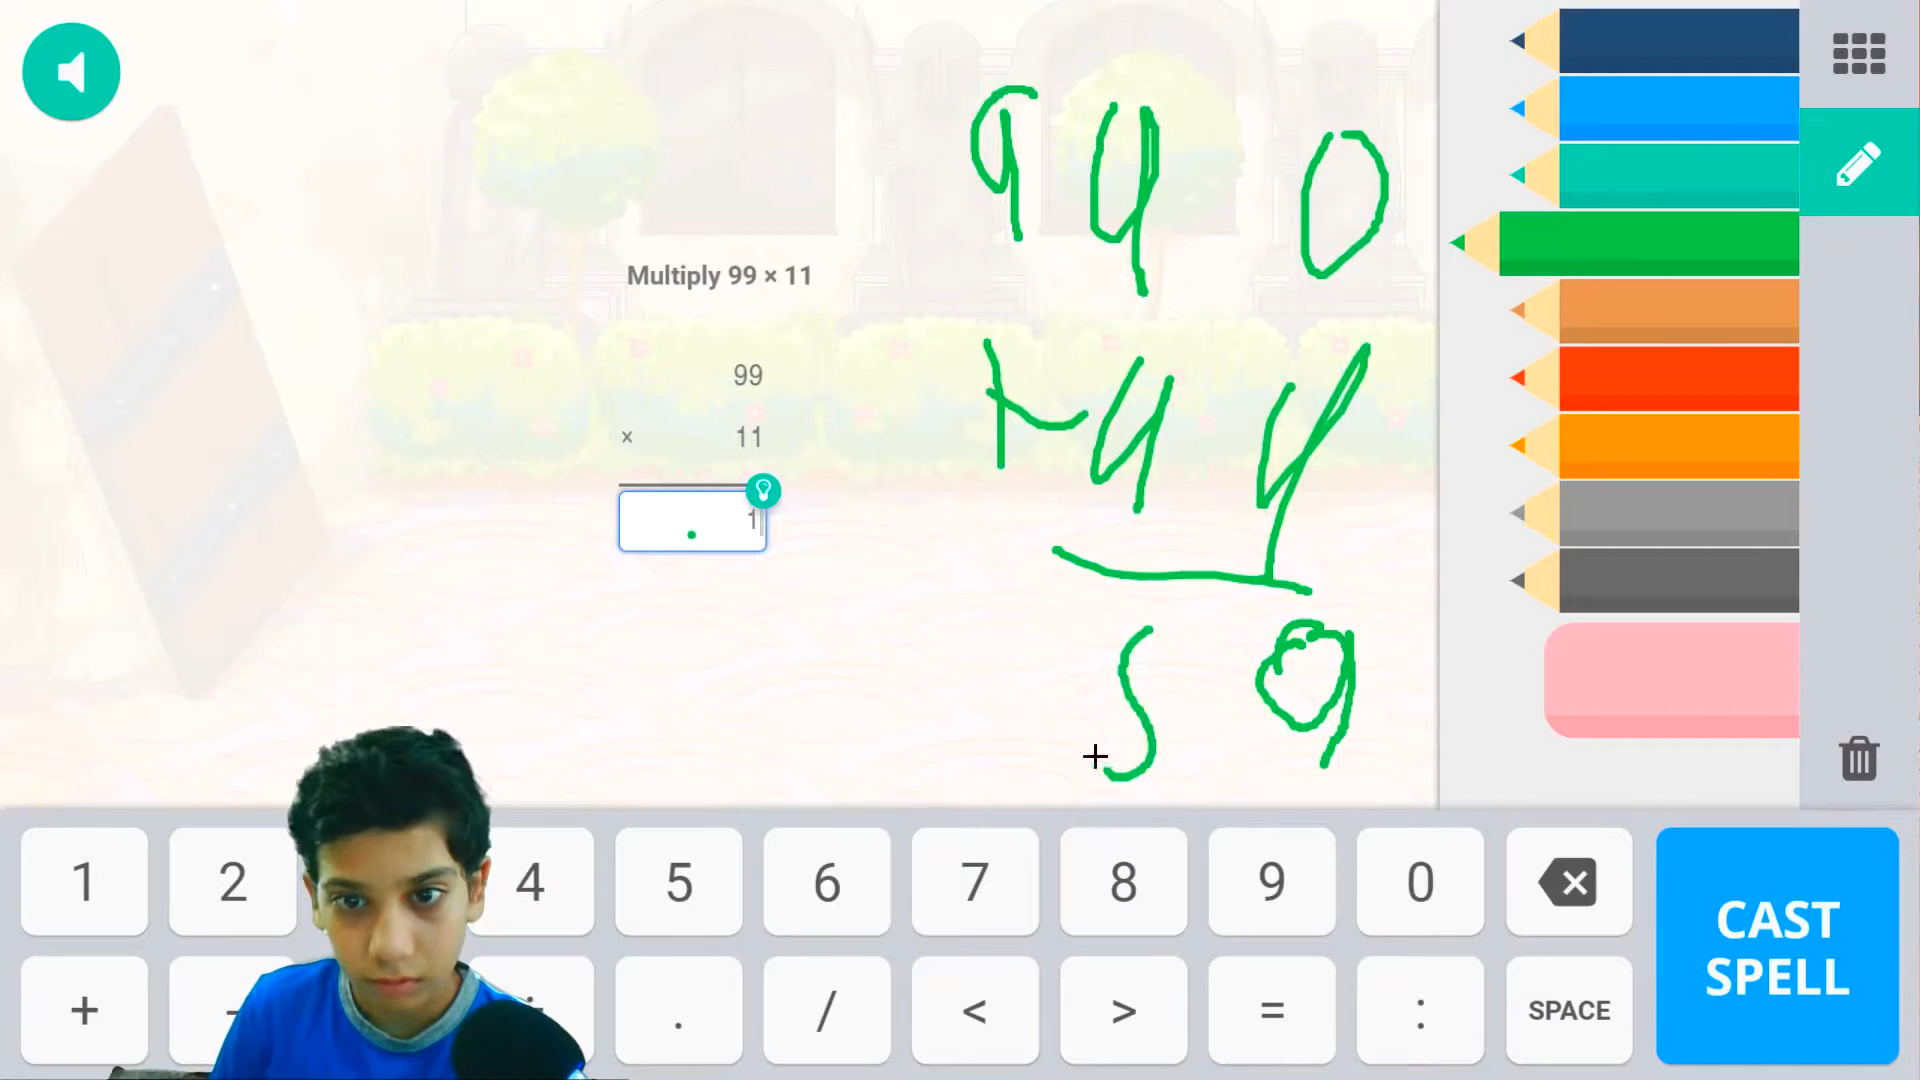 Multiply 99 × 11
99
× 11
1
990
+99
59
1 2 4 5 6 7 8 9 0
+ - . / < > = : SPACE
CAST
SPELL